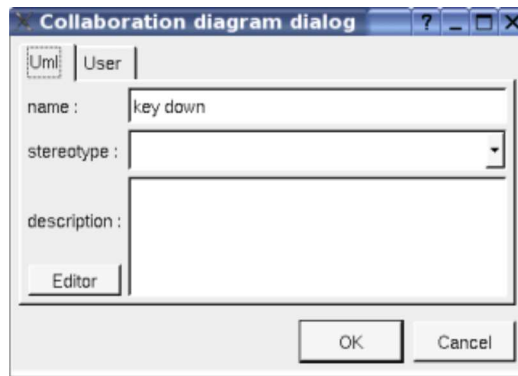 Collaboration diagram dialog ?
Uml User
name : key down
stereotype :
description :
Editor
OK Cancel